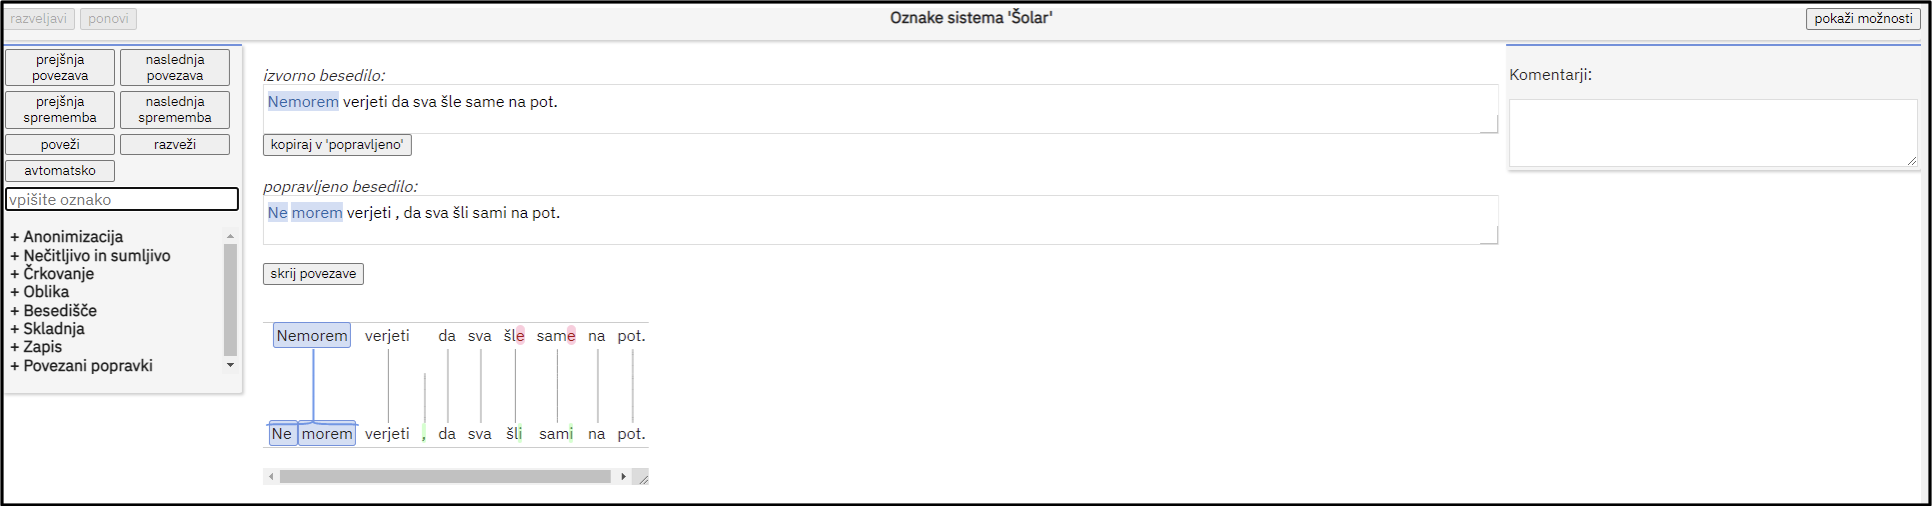 razveljavi ponovi Oznake sistema 'Šolar' pokaži možnosti
prejšnja povezava naslednja povezava
prejšnja sprememba naslednja sprememba
poveži razveži
avtomatsko
vpišite oznako
+ Anonimizacija
+ Nečitljivo in sumljivo
+ Črkovanje
+ Oblika
+ Besedišče
+ Skladnja
+ Zapis
+ Povezani popravki
izvorno besedilo:
Nemorem verjeti da sva šle same na pot.
kopiraj v 'popravljeno'
popravljeno besedilo:
Ne morem verjeti , da sva šli sami na pot.
skrij povezave
Nemorem verjeti da sva šle same na pot.
Ne morem verjeti , da sva šli sami na pot.
Komentarji: